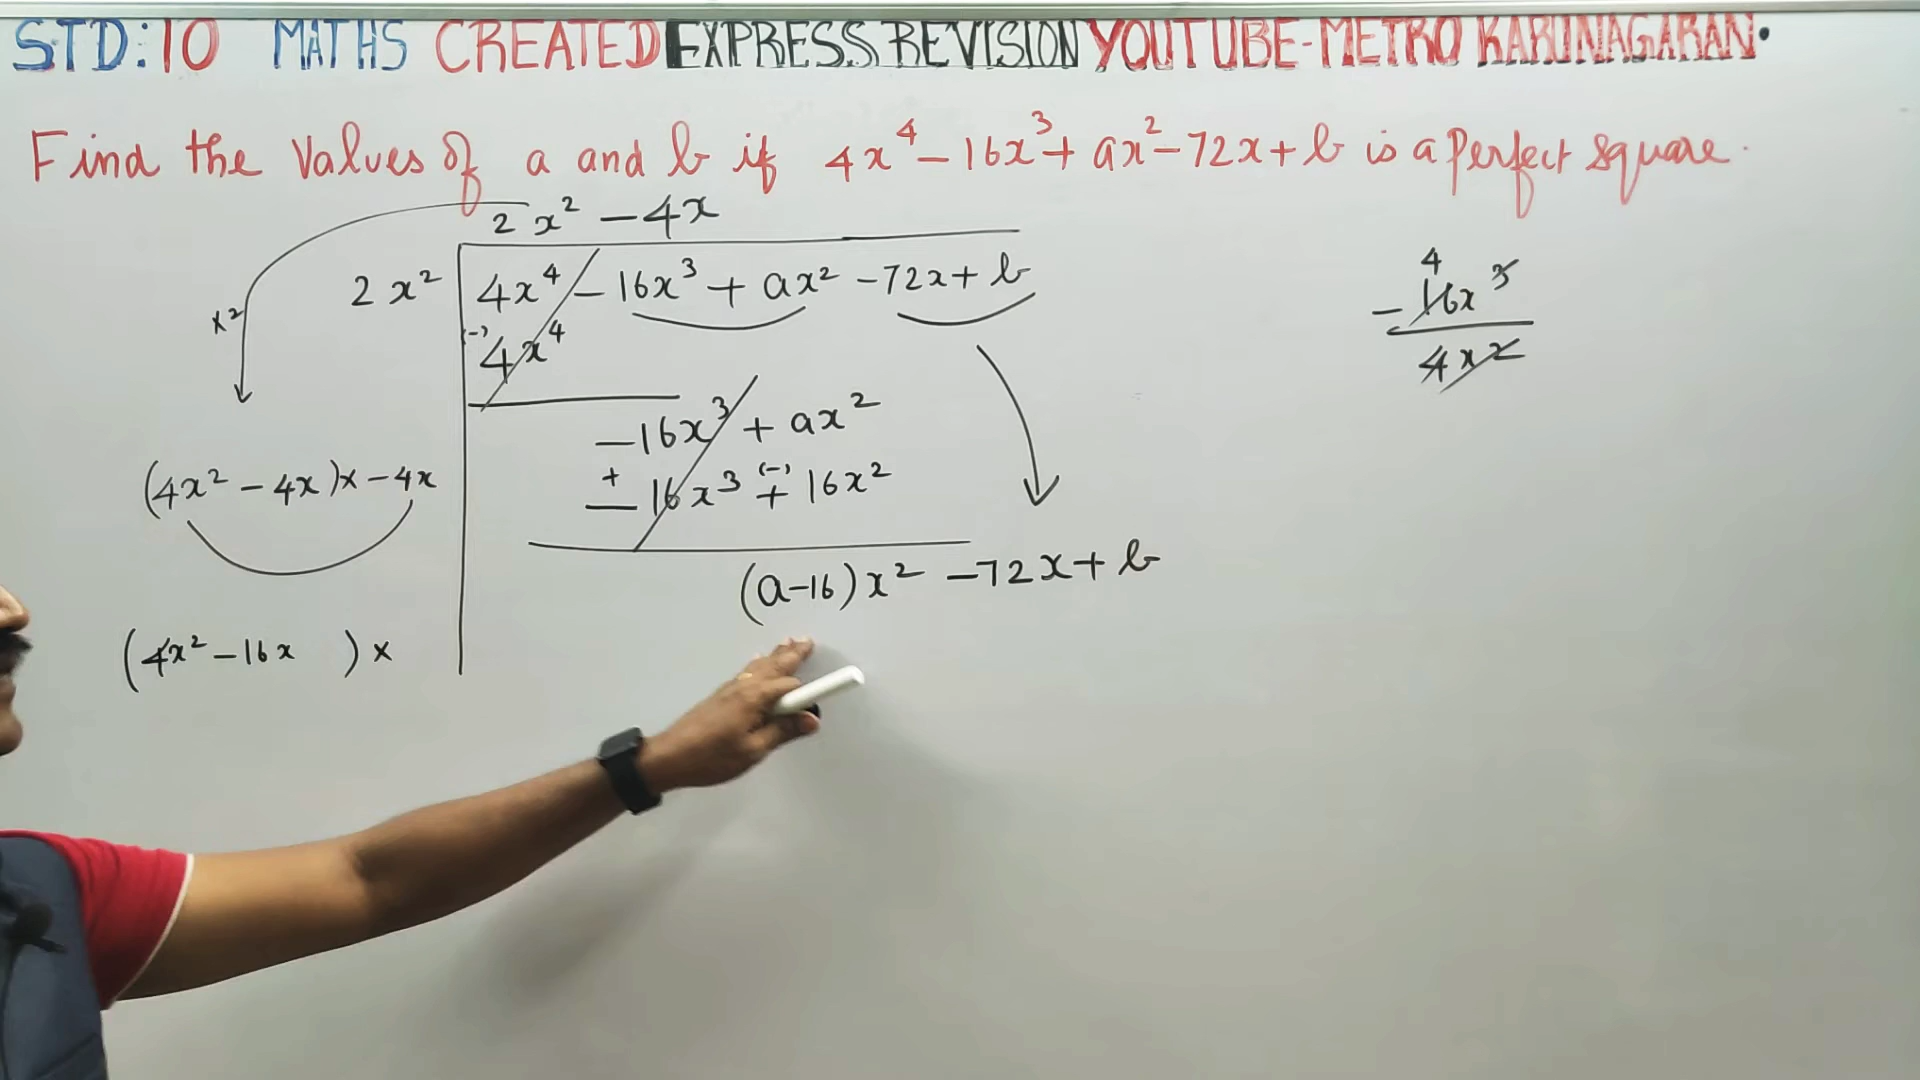 STD:10 MATHS CREATED EXPRESS REVISION YOUTUBE-METRO KARUNAGARAN.
Find the Values of a and b if 4x⁴-16x³+ax²-72x+b is a Perfect Square.
2x² -4x
2x² 4x⁴-16x³+ax²-72x+b
x2
(-) 4x⁴
-16x³+ax²
(4x²-4x)x-4x
+ (-)
-16x³+16x²
(a-16)x²-72x+b
(4x²-16x )x
4
-16x³
4x²